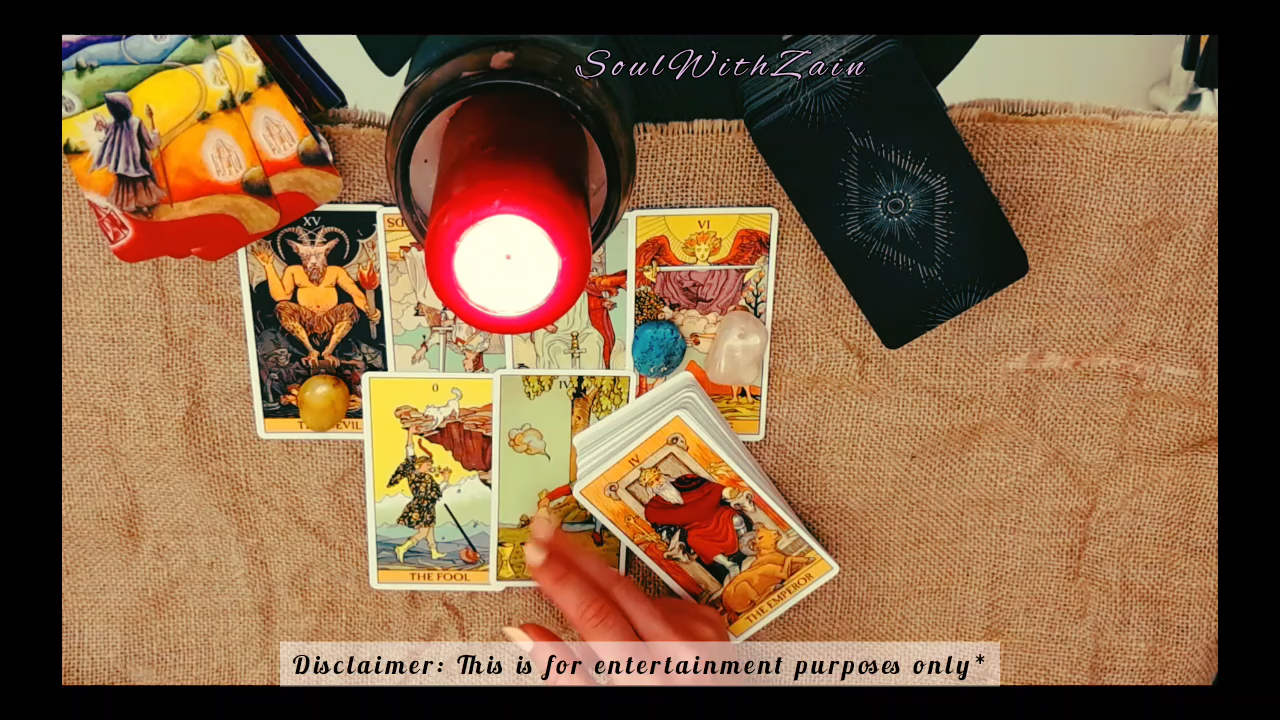 SoulWithZain
XV
VI
0
IV
IV
THE FOOL
THE EMPEROR
Disclaimer: This is for entertainment purposes only*